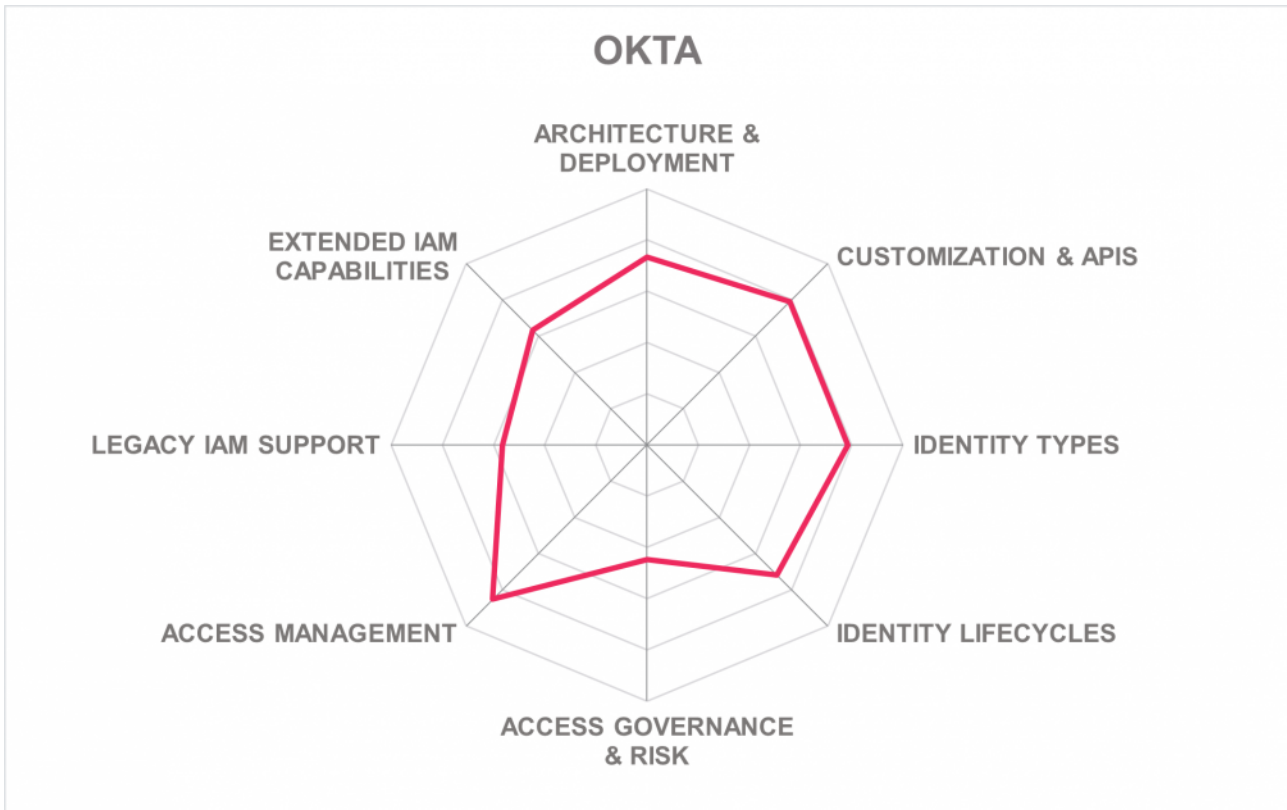 OKTA
ARCHITECTURE &
DEPLOYMENT
EXTENDED IAM
CAPABILITIES
CUSTOMIZATION & APIS
LEGACY IAM SUPPORT
IDENTITY TYPES
ACCESS MANAGEMENT
IDENTITY LIFECYCLES
ACCESS GOVERNANCE
& RISK